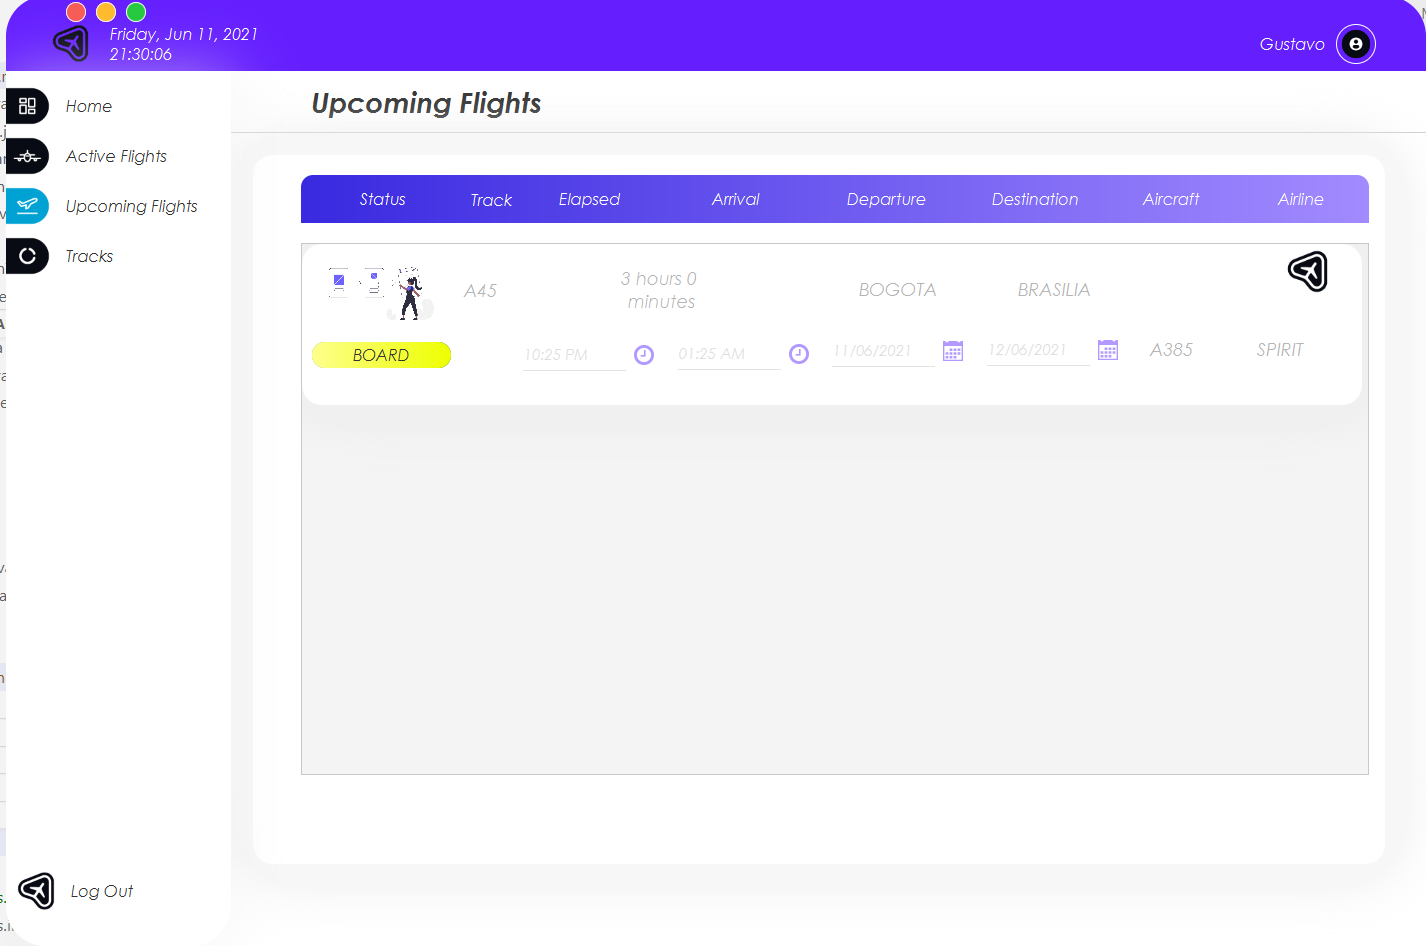 Friday, Jun 11, 2021
21:30:06
Gustavo
Home
Active Flights
Upcoming Flights
Tracks
Log Out
Upcoming Flights
Status Track Elapsed Arrival Departure Destination Aircraft Airline
A45
3 hours 0
minutes
BOGOTA
BRASILIA
BOARD
10:25 PM
01:25 AM
11/06/2021
12/06/2021
A385
SPIRIT